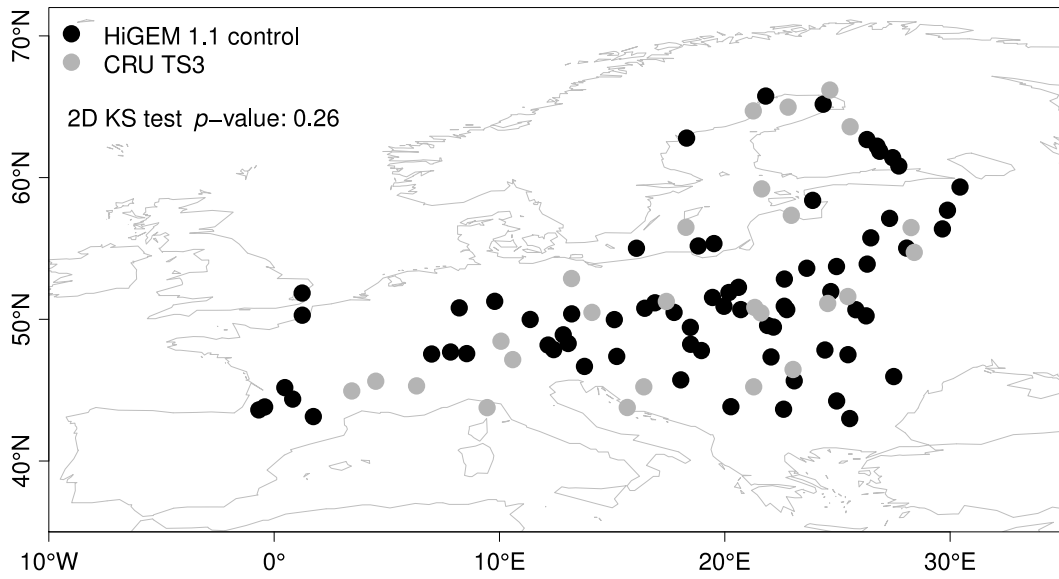 70°N
HiGEM 1.1 control
CRU TS3
2D KS test p−value: 0.26
60°N
50°N
40°N
10°W 0° 10°E 20°E 30°E